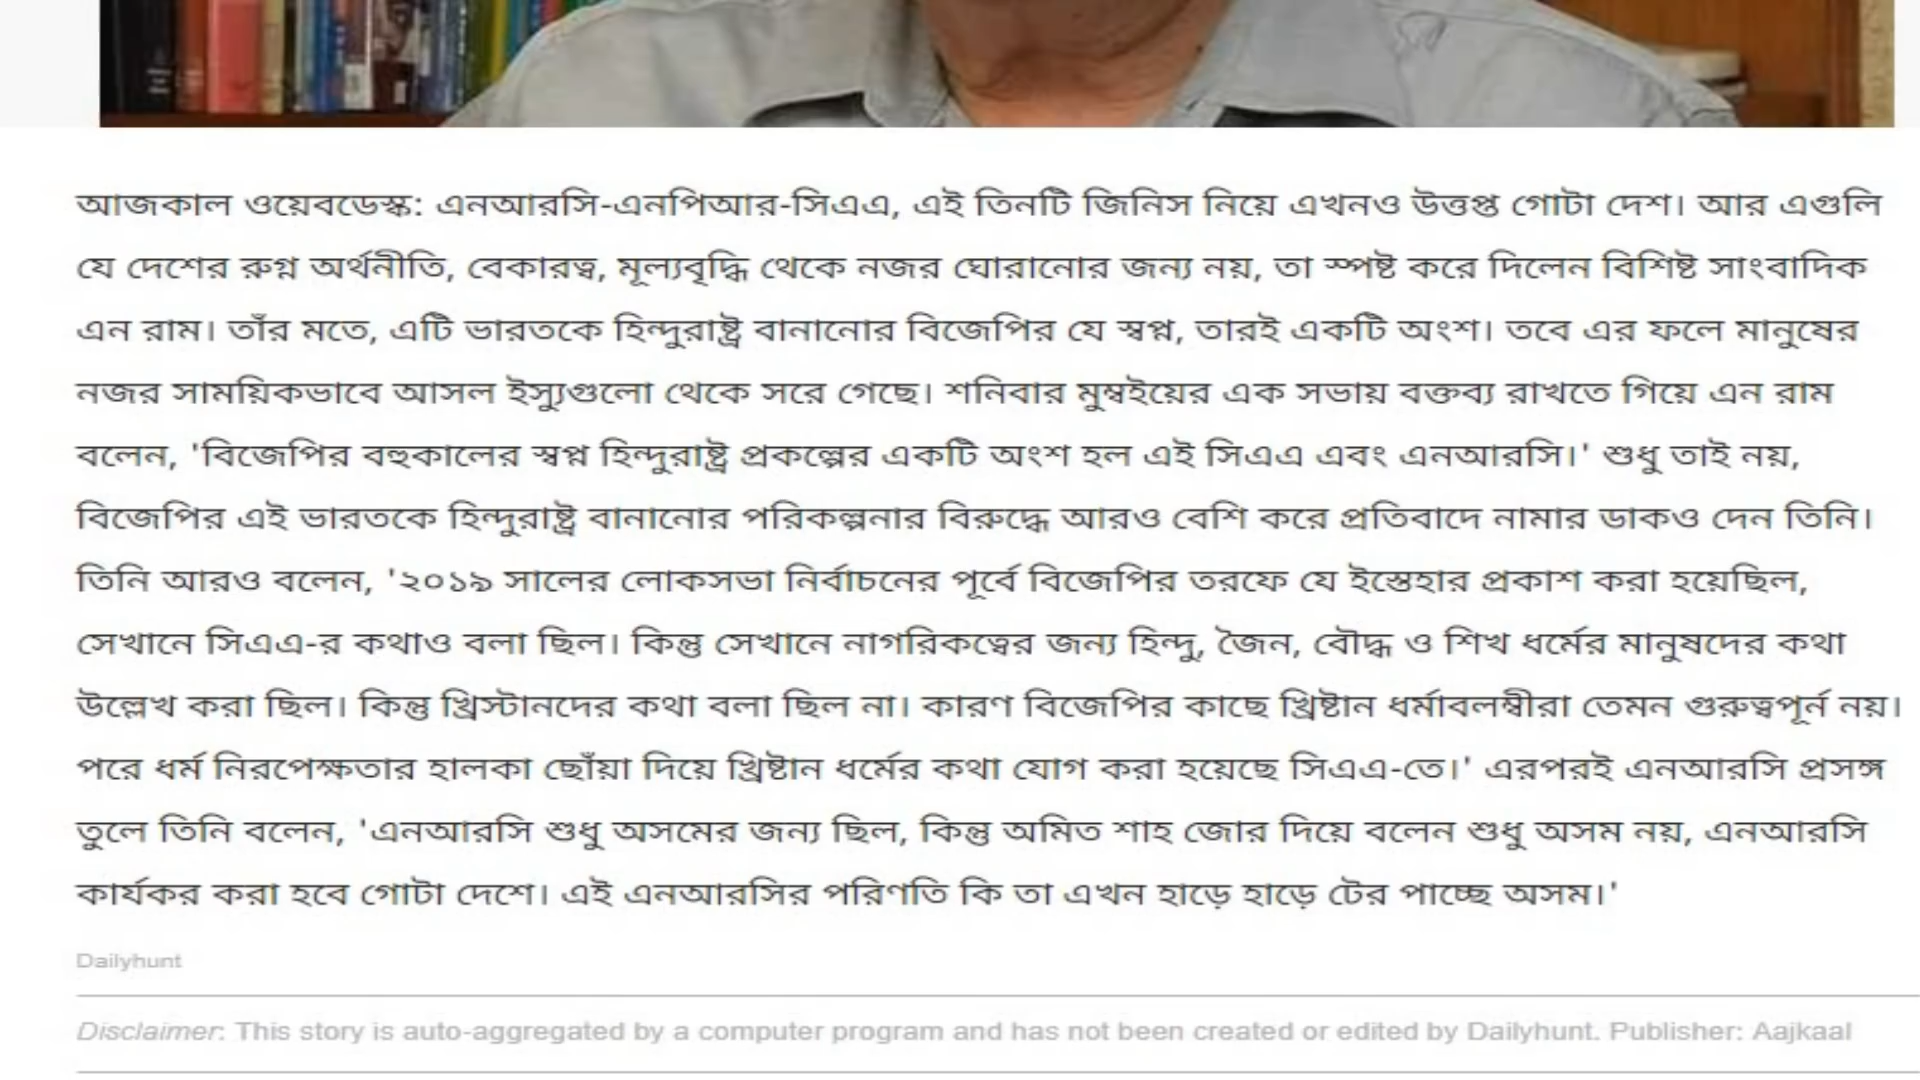 আজকাল ওয়েবডেস্ক: এনআরসি-এনপিআর-সিএএ, এই তিনটি জিনিস নিয়ে এখনও উত্তপ্ত গোটা দেশ। আর এগুলি
যে দেশের রুগ্ন অর্থনীতি, বেকারত্ব, মূল্যবৃদ্ধি থেকে নজর ঘোরানোর জন্য নয়, তা স্পষ্ট করে দিলেন বিশিষ্ট সাংবাদিক
এন রাম। তাঁর মতে, এটি ভারতকে হিন্দুরাষ্ট্র বানানোর বিজেপির যে স্বপ্ন, তারই একটি অংশ। তবে এর ফলে মানুষের
নজর সাময়িকভাবে আসল ইস্যুগুলো থেকে সরে গেছে। শনিবার মুম্বইয়ের এক সভায় বক্তব্য রাখতে গিয়ে এন রাম
বলেন, 'বিজেপির বহুকালের স্বপ্ন হিন্দুরাষ্ট্র প্রকল্পের একটি অংশ হল এই সিএএ এবং এনআরসি।' শুধু তাই নয়,
বিজেপির এই ভারতকে হিন্দুরাষ্ট্র বানানোর পরিকল্পনার বিরুদ্ধে আরও বেশি করে প্রতিবাদে নামার ডাকও দেন তিনি।
তিনি আরও বলেন, '২০১৯ সালের লোকসভা নির্বাচনের পূর্বে বিজেপির তরফে যে ইস্তেহার প্রকাশ করা হয়েছিল,
সেখানে সিএএ-র কথাও বলা ছিল। কিন্তু সেখানে নাগরিকত্বের জন্য হিন্দু, জৈন, বৌদ্ধ ও শিখ ধর্মের মানুষদের কথা
উল্লেখ করা ছিল। কিন্তু খ্রিস্টানদের কথা বলা ছিল না। কারণ বিজেপির কাছে খ্রিষ্টান ধর্মাবলম্বীরা তেমন গুরুত্বপূর্ন নয়।
পরে ধর্ম নিরপেক্ষতার হালকা ছোঁয়া দিয়ে খ্রিষ্টান ধর্মের কথা যোগ করা হয়েছে সিএএ-তে।' এরপরই এনআরসি প্রসঙ্গ
তুলে তিনি বলেন, 'এনআরসি শুধু অসমের জন্য ছিল, কিন্তু অমিত শাহ জোর দিয়ে বলেন শুধু অসম নয়, এনআরসি
কার্যকর করা হবে গোটা দেশে। এই এনআরসির পরিণতি কি তা এখন হাড়ে হাড়ে টের পাচ্ছে অসম।'
Dailyhunt
Disclaimer: This story is auto-aggregated by a computer program and has not been created or edited by Dailyhunt. Publisher: Aajkaal